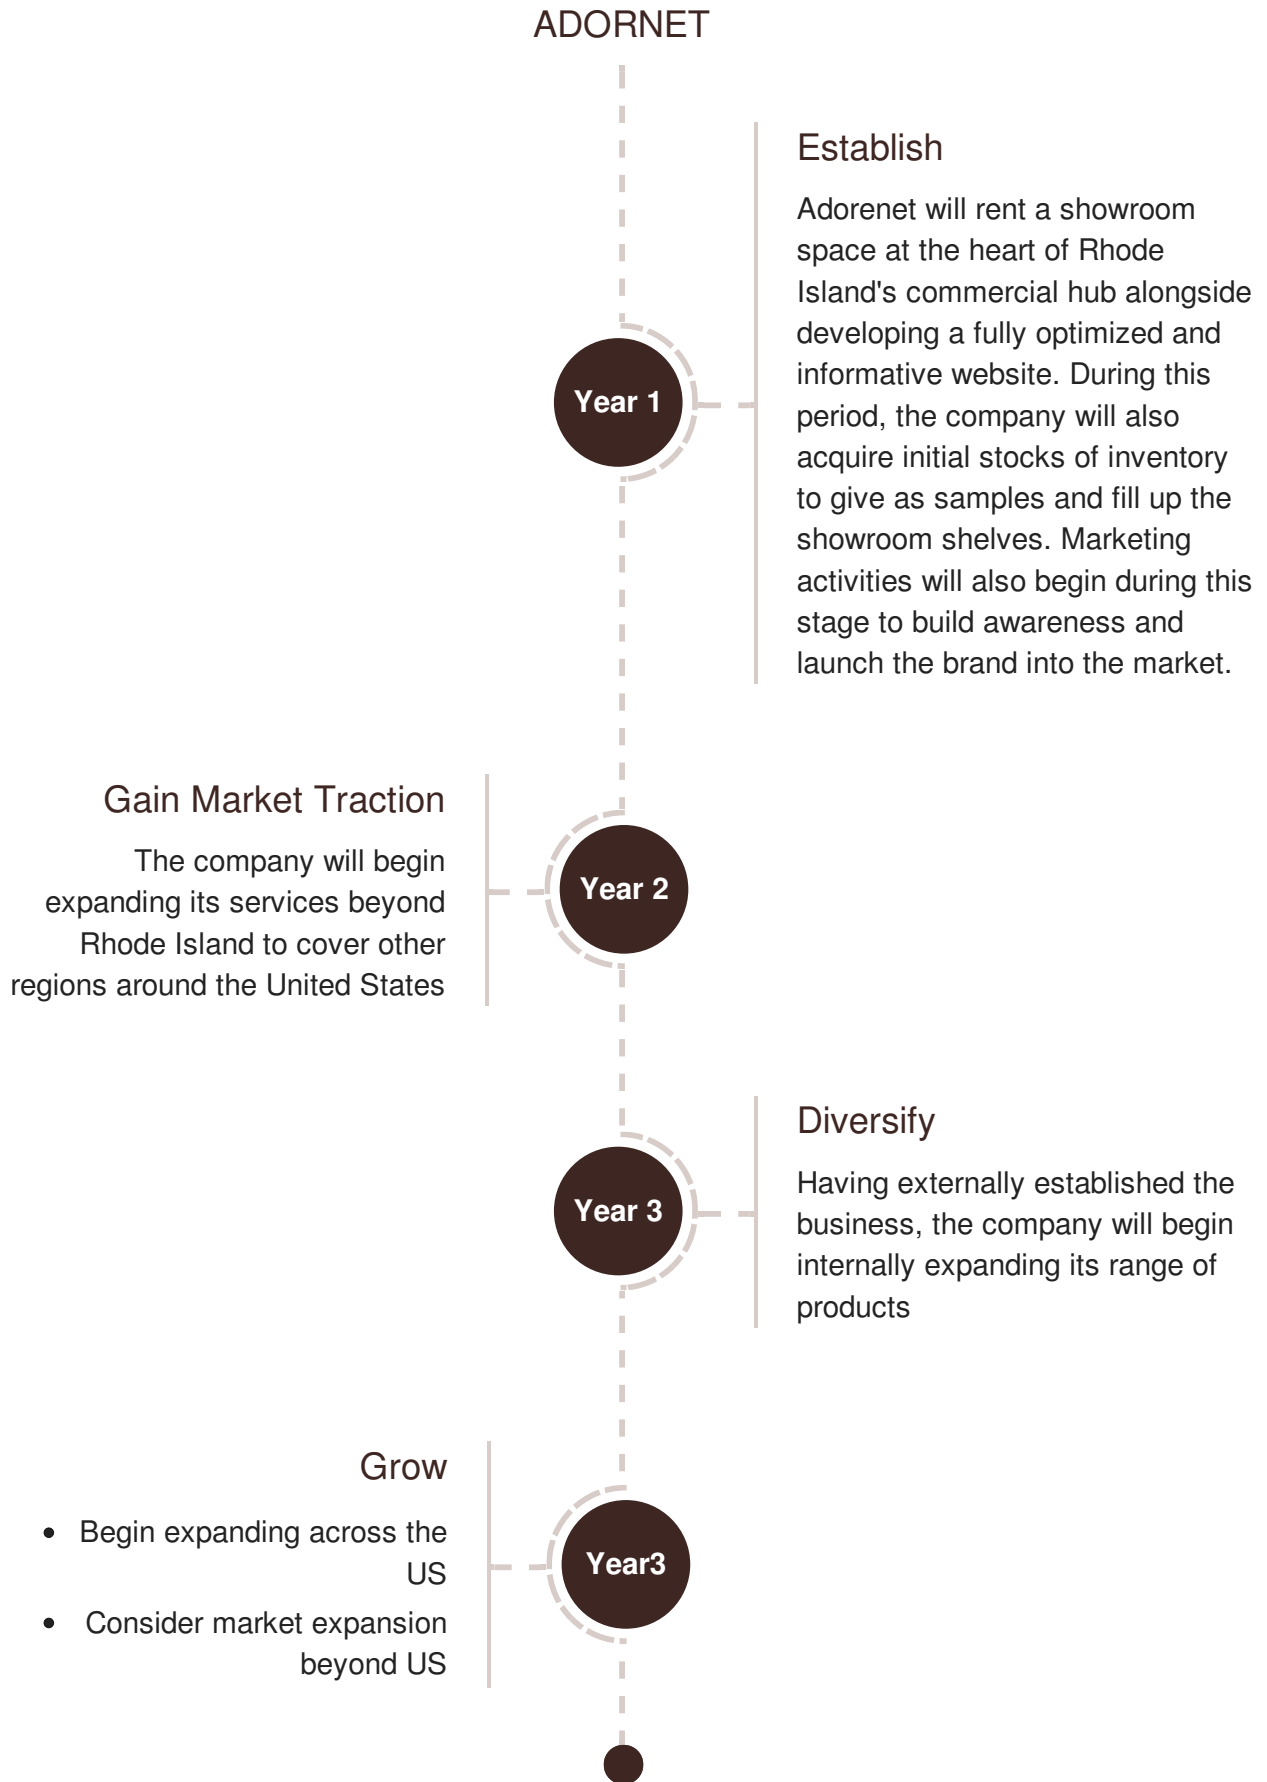 ADORNET
Establish
Adorenet will rent a showroom
space at the heart of Rhode
Island's commercial hub alongside
developing a fully optimized and
informative website. During this
period, the company will also
acquire initial stocks of inventory
to give as samples and fill up the
showroom shelves. Marketing
activities will also begin during this
stage to build awareness and
launch the brand into the market.
Year 1
Gain Market Traction
The company will begin
expanding its services beyond
Rhode Island to cover other
regions around the United States
Year 2
Diversify
Having externally established the
business, the company will begin
internally expanding its range of
products
Year 3
Grow
• Begin expanding across the
US
• Consider market expansion
beyond US
Year3